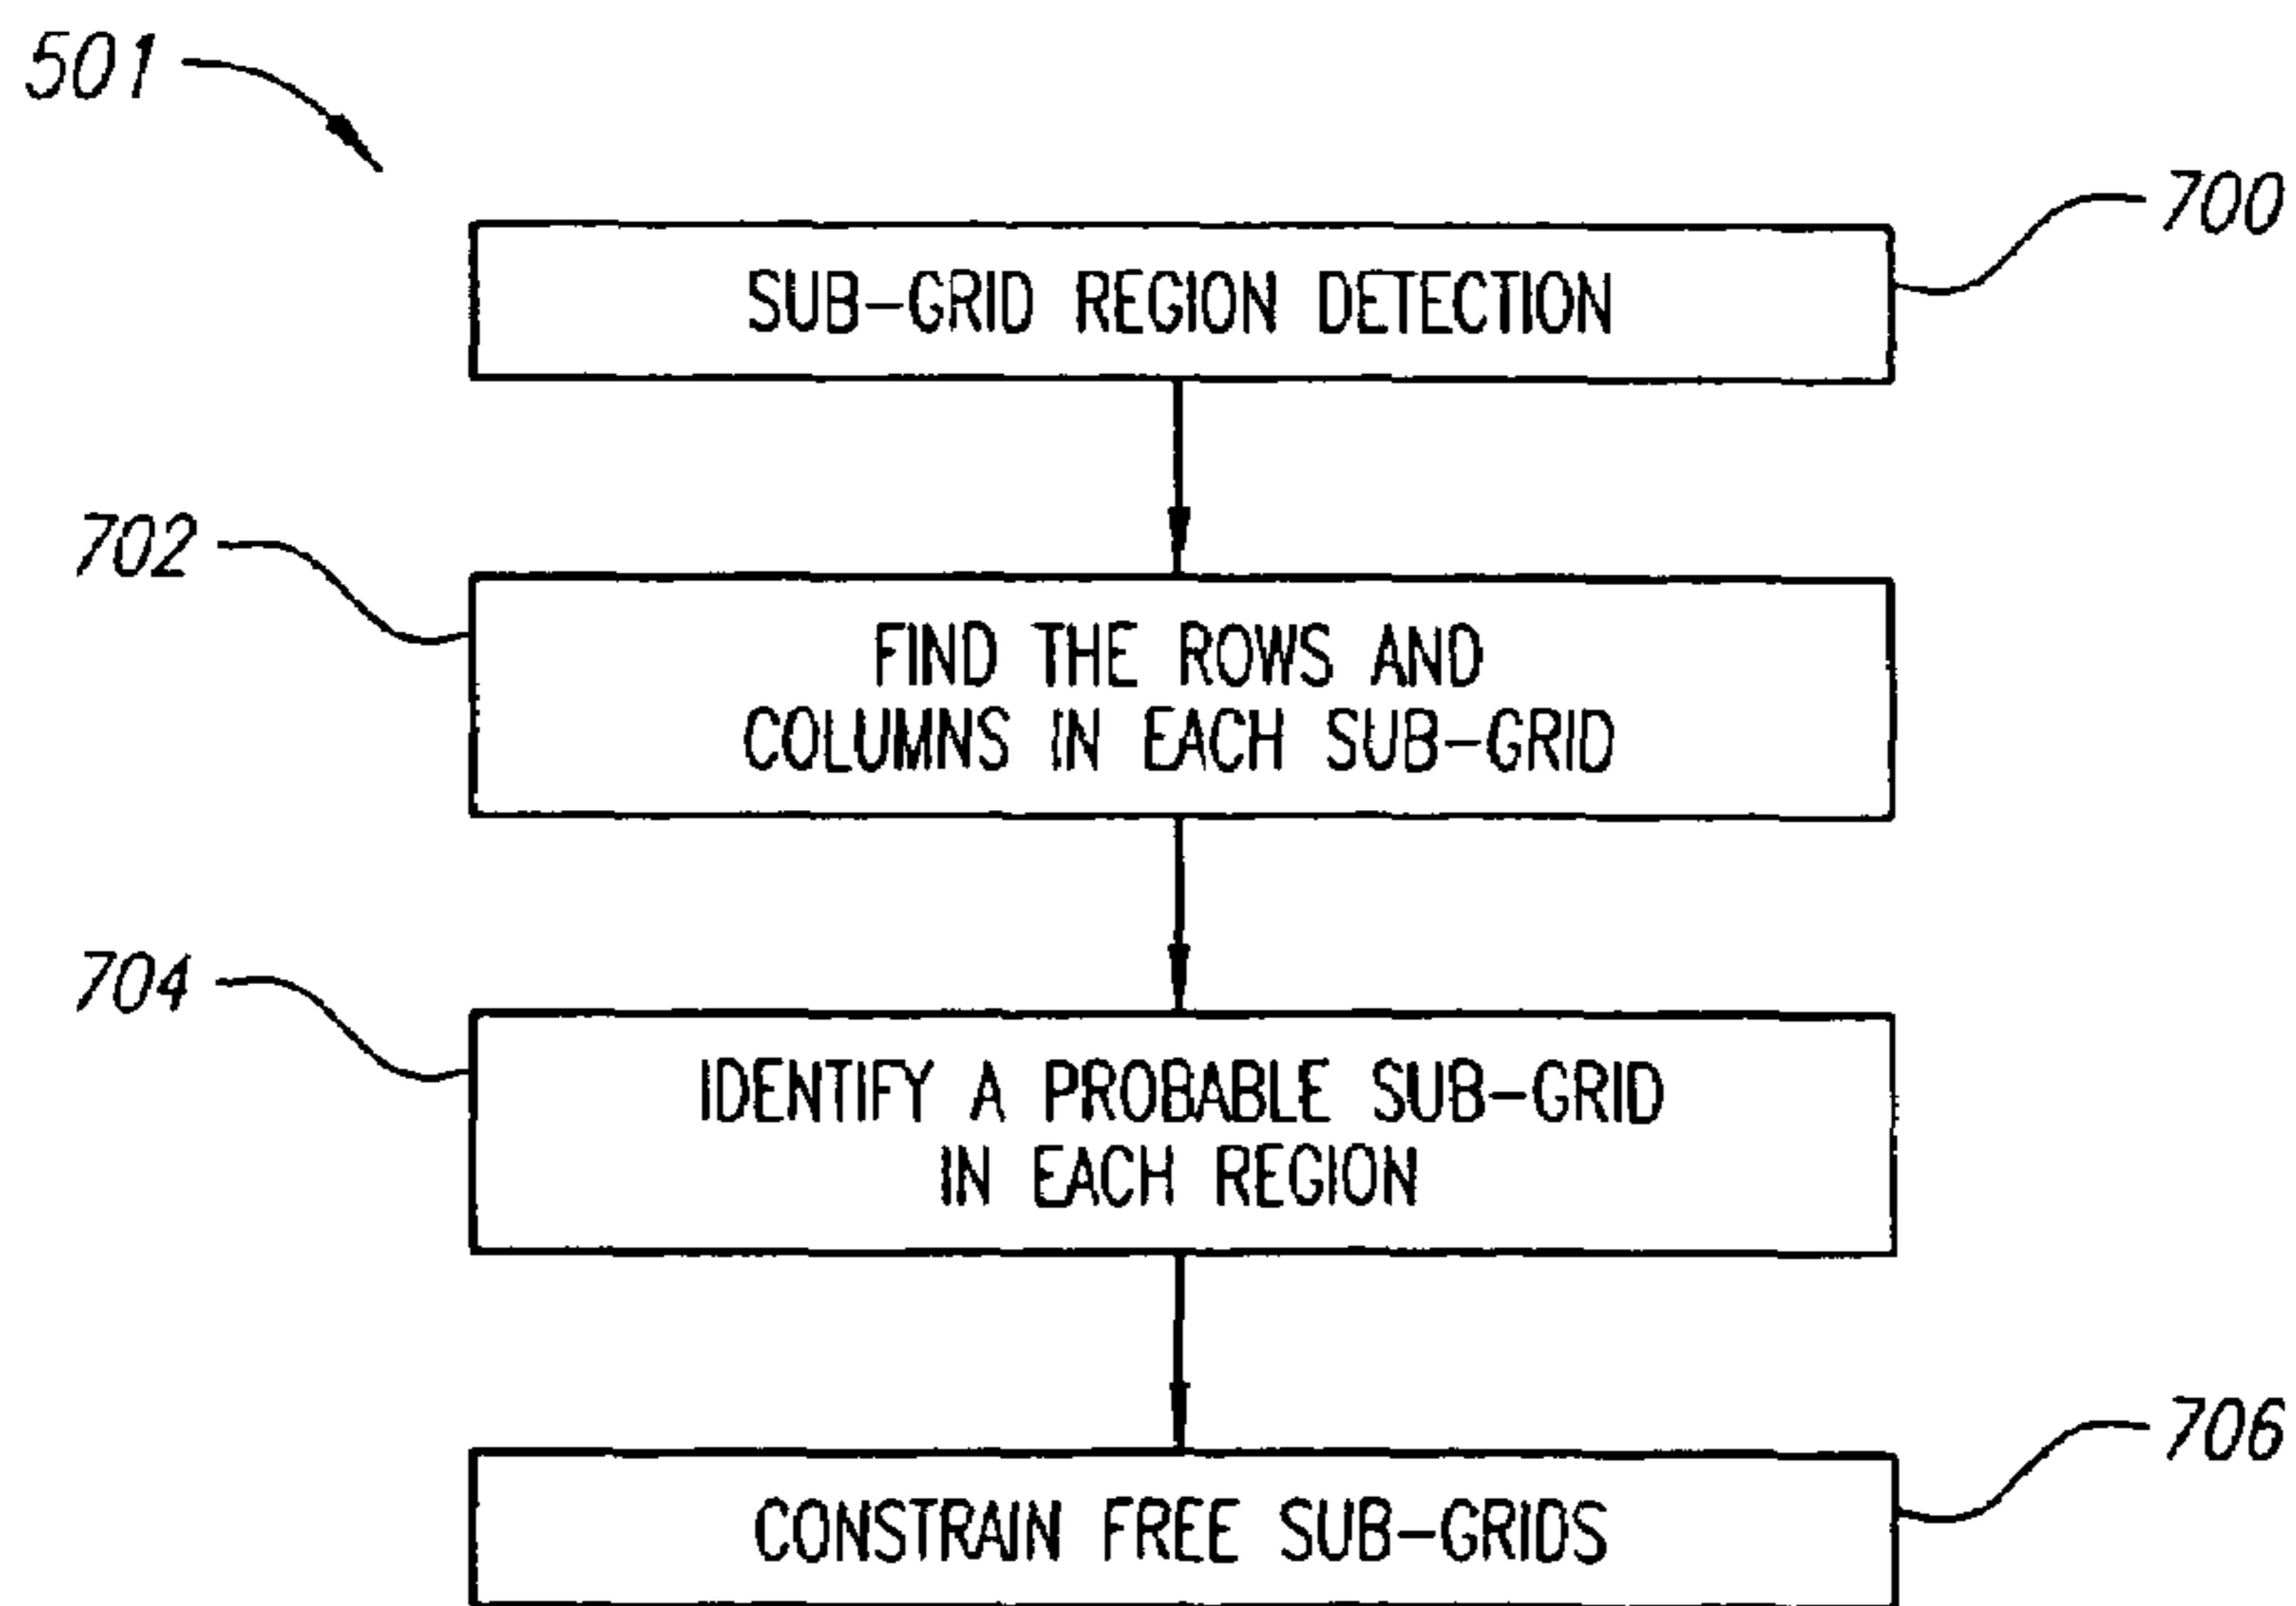 501
700
SUB-GRID REGION DETECTION
702
FIND THE ROWS AND
COLUMNS IN EACH SUB-GRID
704
IDENTIFY A PROBABLE SUB-GRID
IN EACH REGION
706
CONSTRAIN FREE SUB-GRIDS